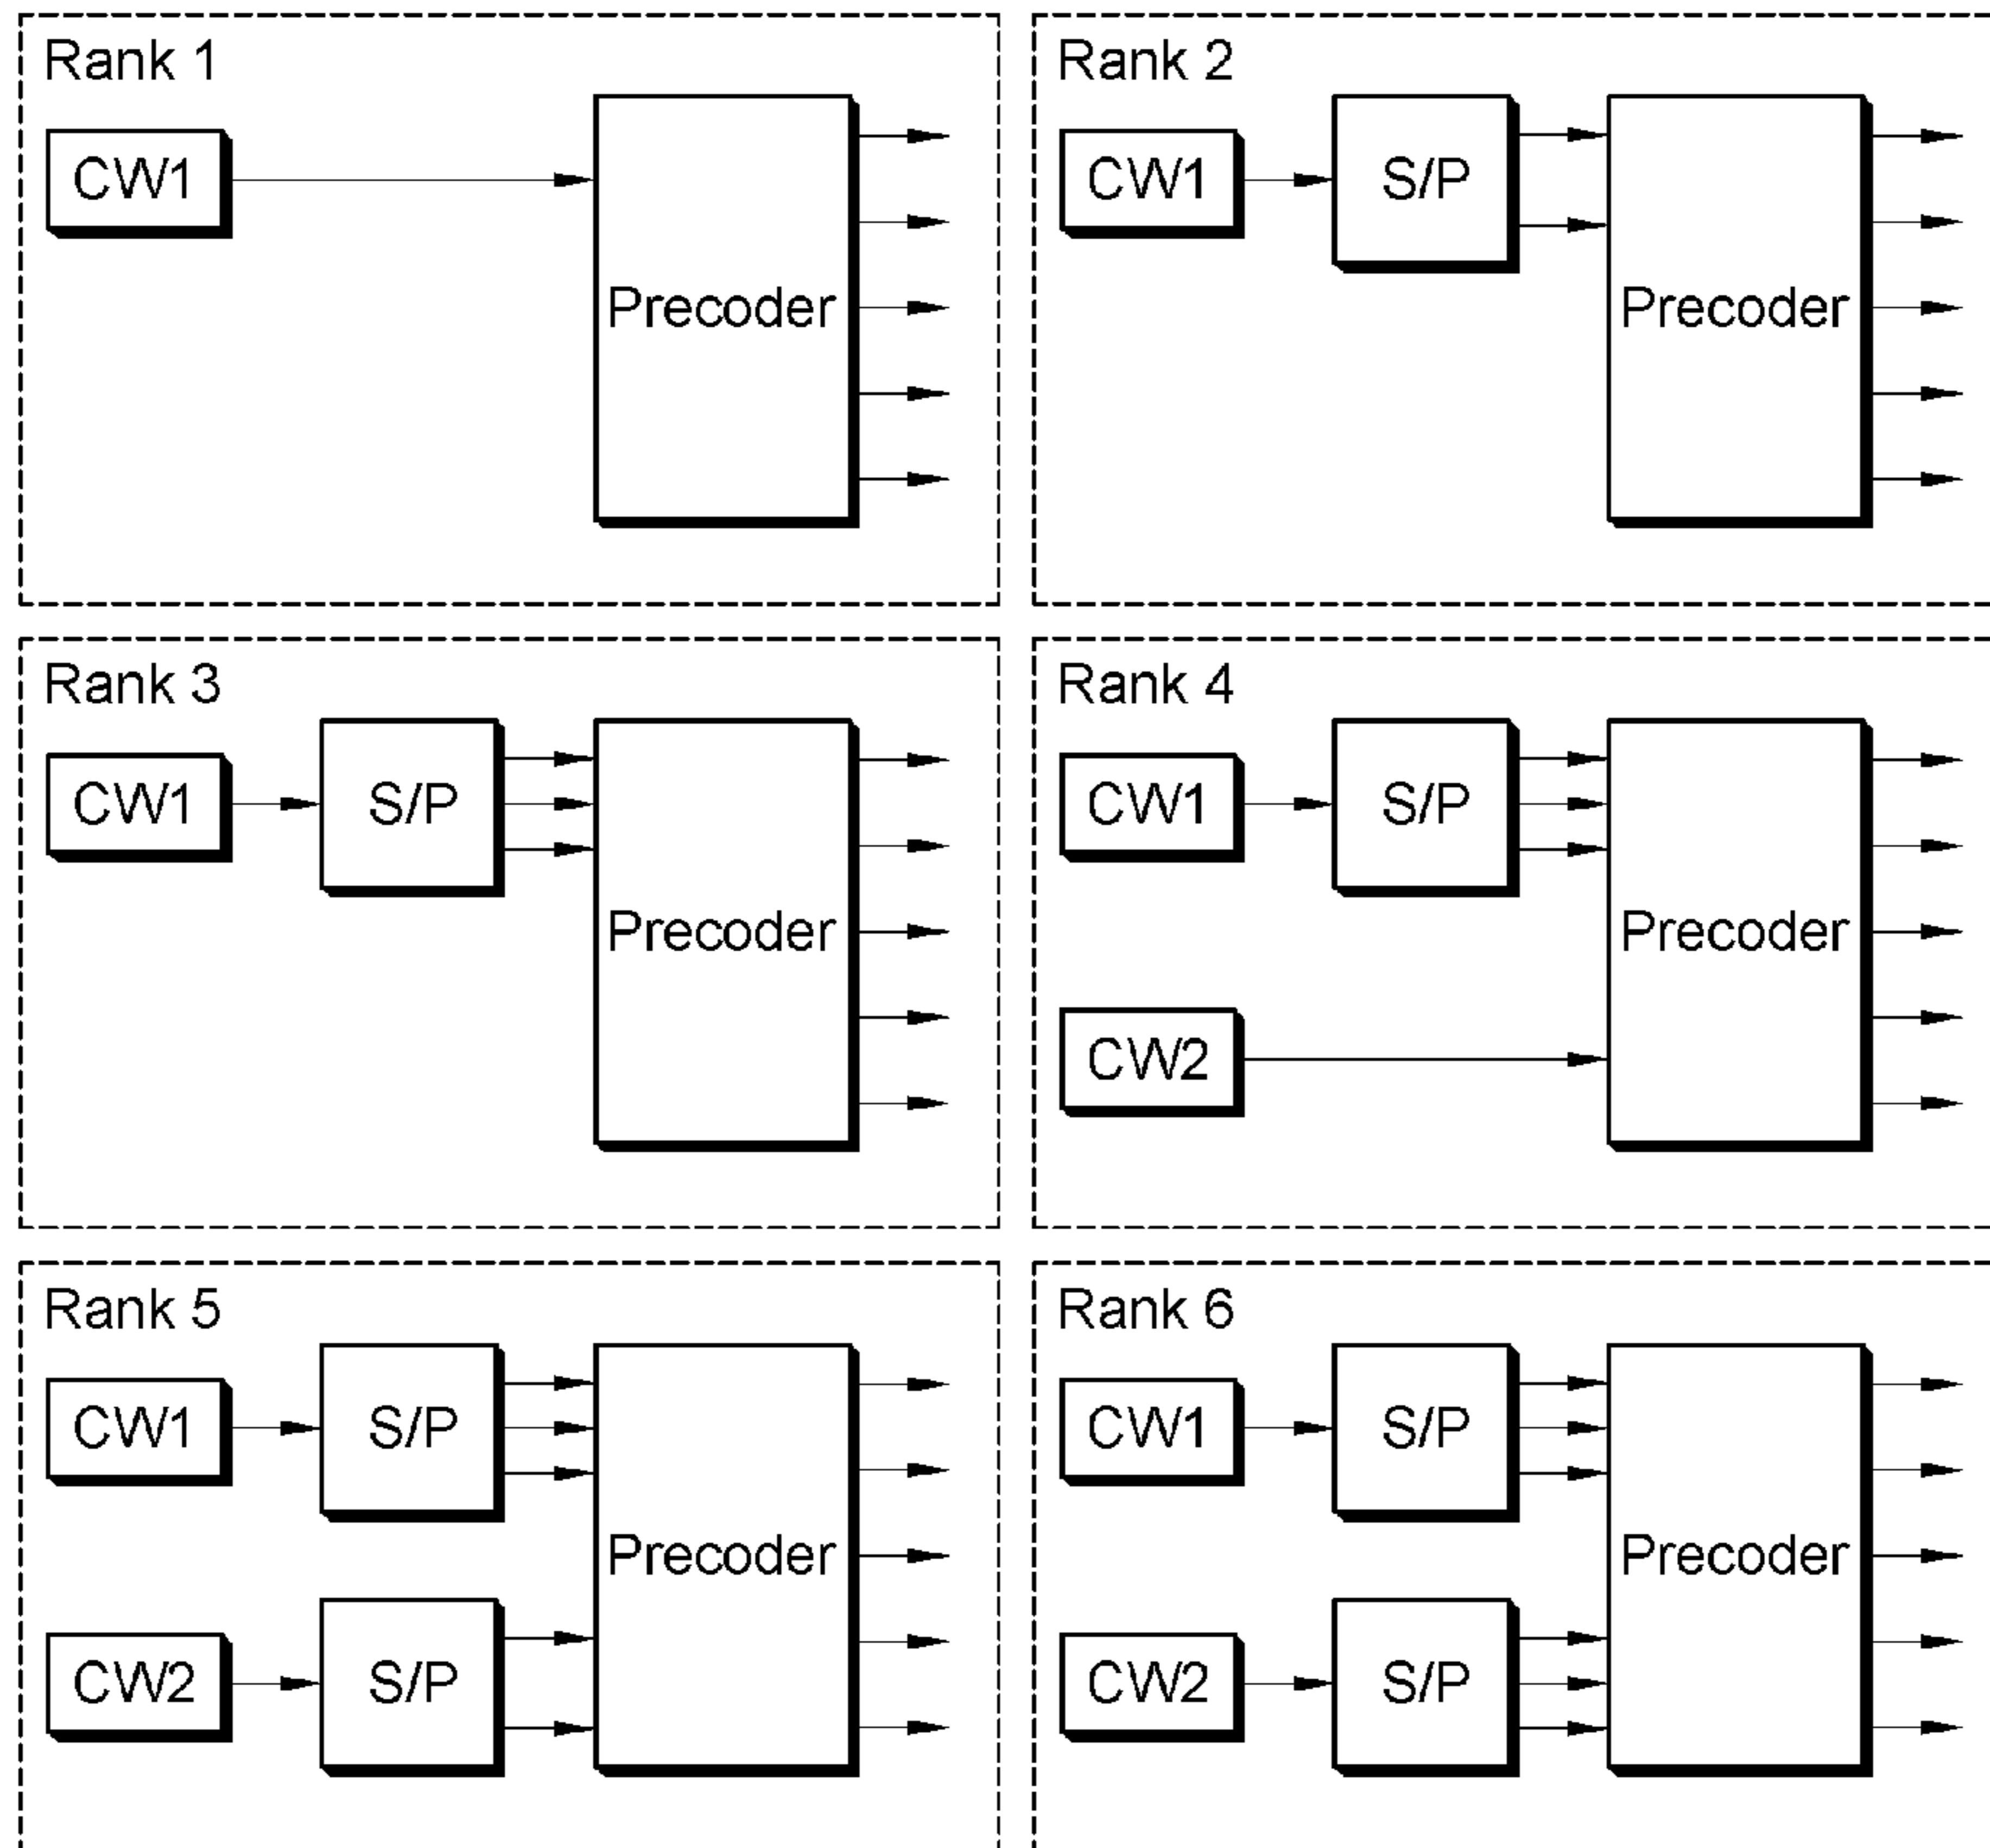 Rank 1
CW1
Precoder
Rank 2
CW1
S/P
Precoder
Rank 3
CW1
S/P
Precoder
Rank 4
CW1
S/P
Precoder
CW2
Rank 5
CW1
S/P
Precoder
CW2
S/P
Rank 6
CW1
S/P
Precoder
CW2
S/P